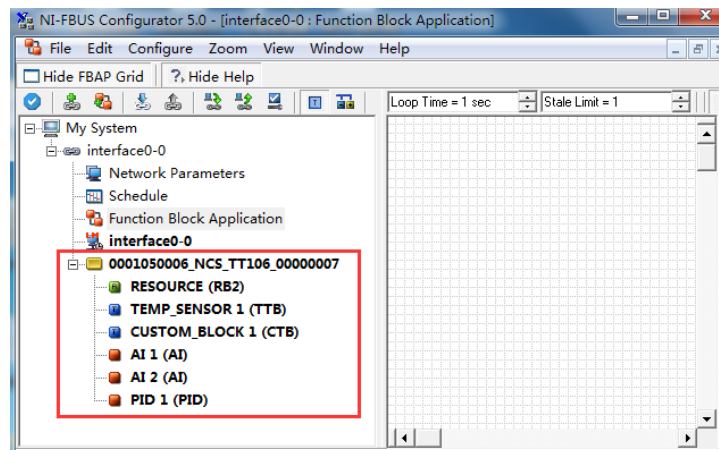 NI-FBUS Configurator 5.0 - [interface0-0 : Function Block Application]
File Edit Configure Zoom View Window Help
Hide FBAP Grid ?, Hide Help
Loop Time = 1 sec Stale Limit = 1
My System
interface0-0
Network Parameters
Schedule
Function Block Application
interface0-0
0001050006_NCS_TT106_00000007
RESOURCE (RB2)
TEMP_SENSOR 1 (TTB)
CUSTOM_BLOCK 1 (CTB)
AI 1 (AI)
AI 2 (AI)
PID 1 (PID)